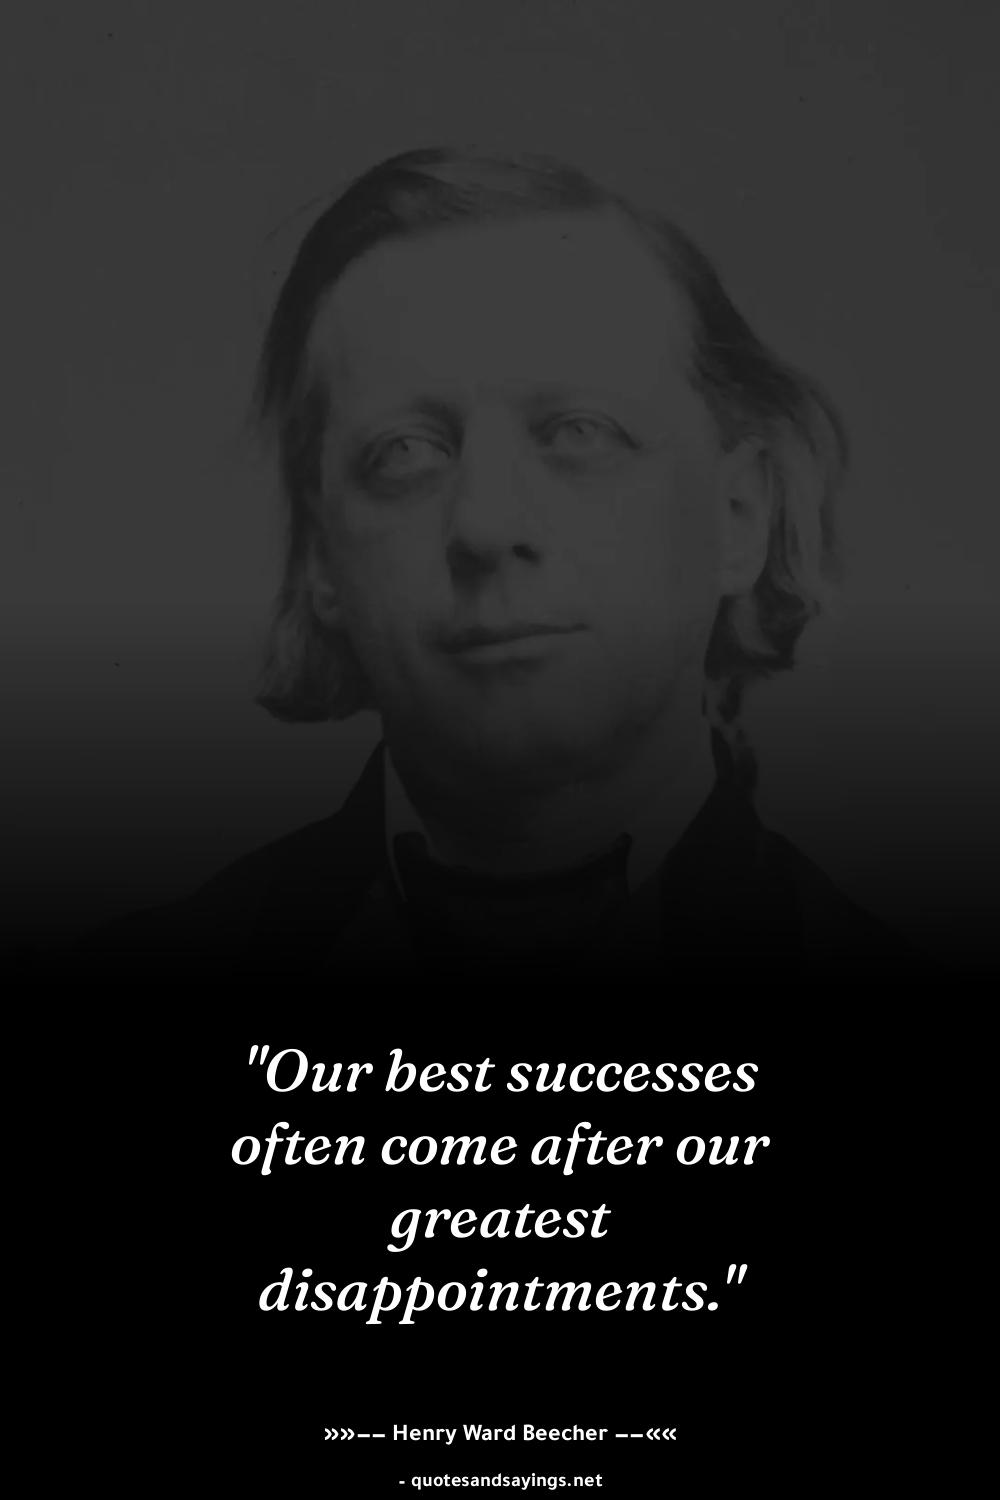 "Our best successes
often come after our
greatest
disappointments."
»»–– Henry Ward Beecher ––««
- quotesandsayings.net